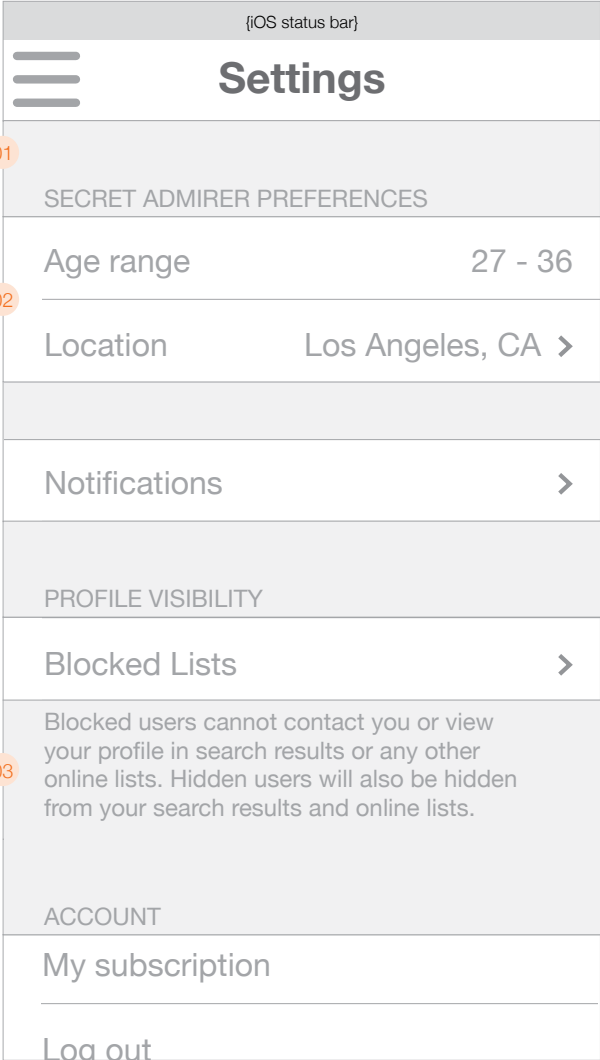 {iOS status bar}
Settings
01
SECRET ADMIRER PREFERENCES
Age range 27 - 36
02
Location Los Angeles, CA >
Notifications >
PROFILE VISIBILITY
Blocked Lists >
Blocked users cannot contact you or view
your profile in search results or any other
03
online lists. Hidden users will also be hidden
from your search results and online lists.
ACCOUNT
My subscription
Log out